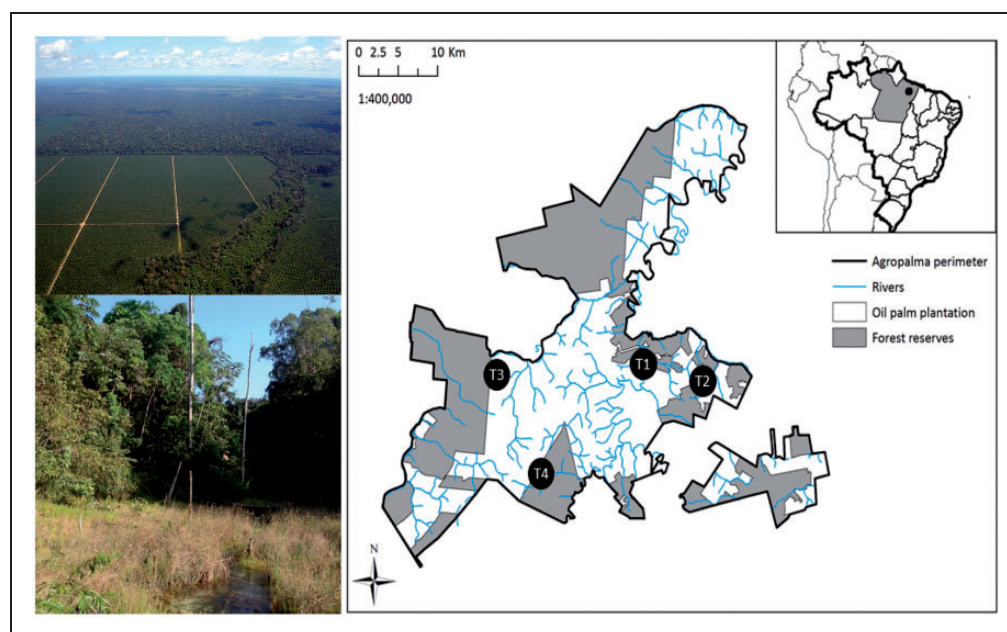 0 2.5 5 10 Km
1:400,000
Agropalma perimeter
Rivers
Oil palm plantation
Forest reserves
T1
T2
T3
T4
N